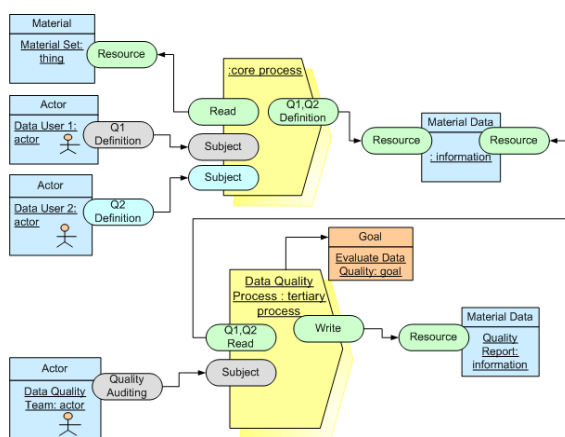 Material
Material Set:
thing
Resource
:core process
Read
Q1,Q2
Definition
Actor
Data User 1:
actor
Q1
Definition
Subject
Resource
Material Data
: information
Resource
Actor
Data User 2:
actor
Q2
Definition
Subject
Goal
Evaluate Data
Quality: goal
Data Quality
Process : tertiary
process
Q1,Q2
Read
Write
Resource
Material Data
Quality
Report:
information
Actor
Data Quality
Team: actor
Quality
Auditing
Subject